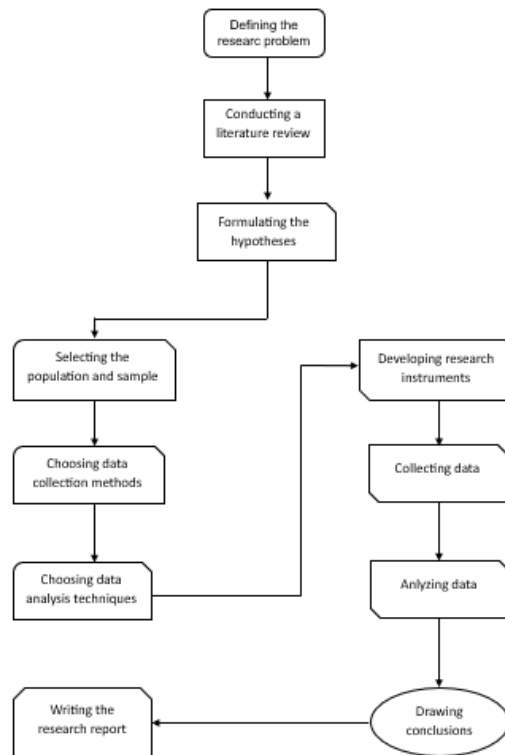 Defining the
researc problem
Conducting a
literature review
Formulating the
hypotheses
Selecting the
population and sample
Choosing data
collection methods
Choosing data
analysis techniques
Developing research
instruments
Collecting data
Anlyzing data
Drawing
conclusions
Writing the
research report